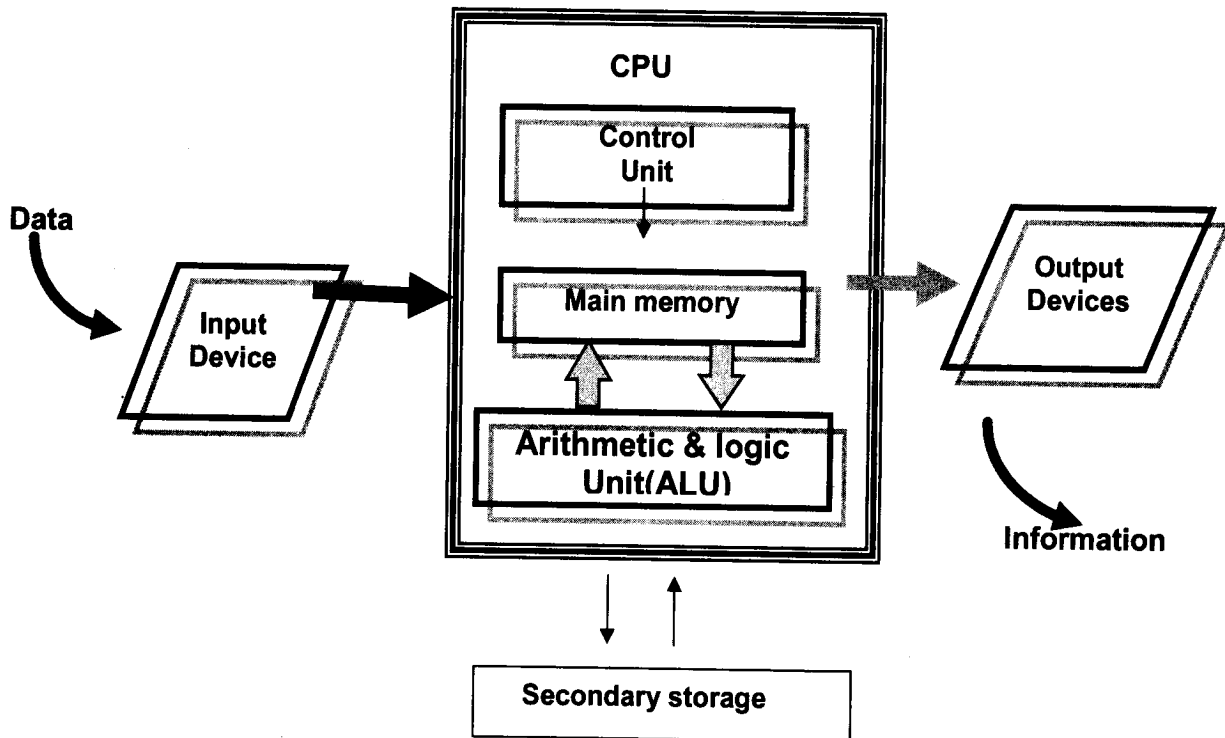 CPU
Control
Unit
Data
Input
Device
Main memory
Output
Devices
Arithmetic & logic
Unit(ALU)
Information
Secondary storage